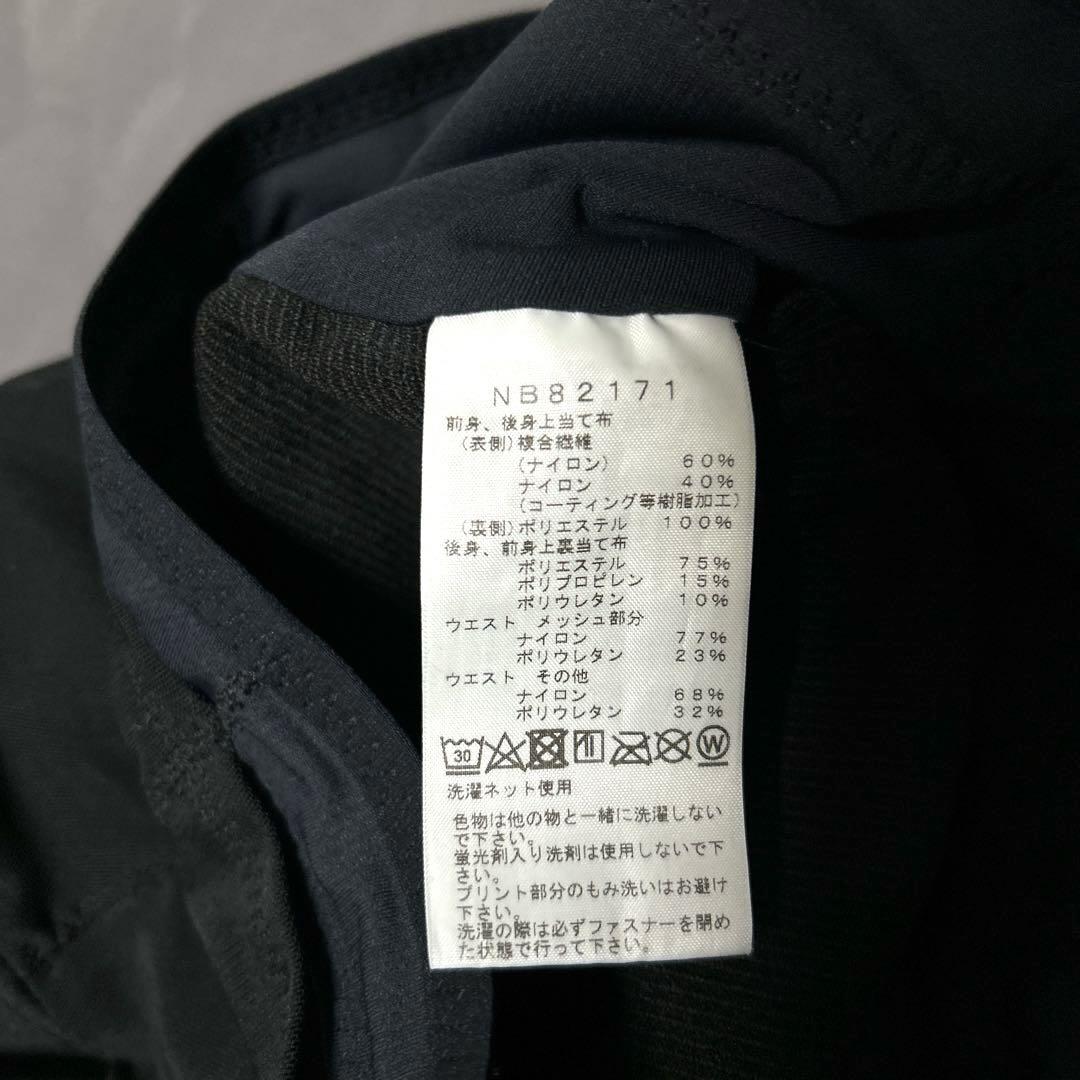 NB82171
前身、後身上当て布
(表側)複合繊維
(ナイロン) 60%
ナイロン 40%
(コーティング等樹脂加工)
(裏側)ポリエステル 100%
後身、前身上裏当て布
ポリエステル 75%
ポリプロピレン 15%
ポリウレタン 10%
ウエスト メッシュ部分
ナイロン 77%
ポリウレタン 23%
ウエスト その他
ナイロン 68%
ポリウレタン 32%
30 W
洗濯ネット使用
色物は他の物と一緒に洗濯しない
で下さい。
蛍光剤入り洗剤は使用しないで下
さい。
プリント部分のもみ洗いはお避け
下さい。
洗濯の際は必ずファスナーを閉め
た状態で行って下さい。